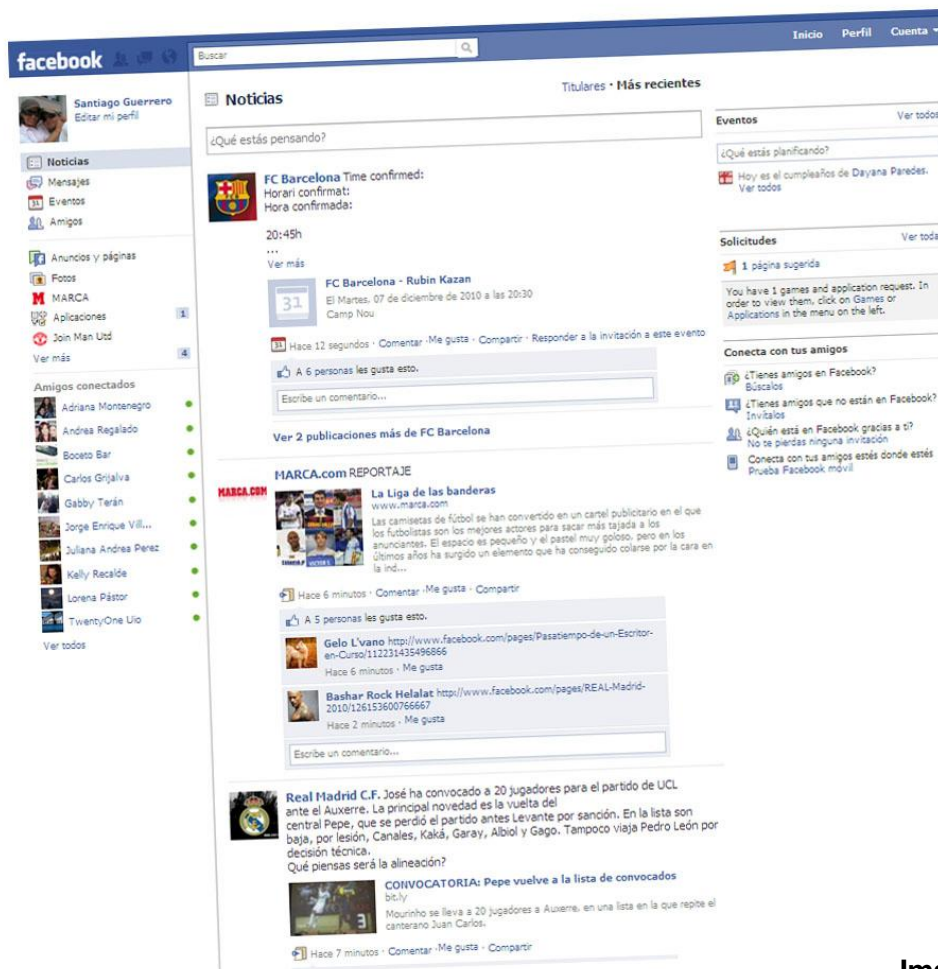 facebook
Buscar
Inicio Perfil Cuenta
Santiago Guerrero
Editar mi perfil
Noticias
Mensajes
31 Eventos
Amigos
Anuncios y páginas
Fotos
M MARCA
Aplicaciones 1
Join Man Utd
Ver más 4
Amigos conectados
Adriana Montenegro
Andrea Regalado
Boceto Bar
Carlos Grijalva
Gabby Terán
Jorge Enrique Vill...
Juliana Andrea Perez
Kelly Recalde
Lorena Pástor
TwentyOne Uio
Ver todos
Noticias
Titulares · Más recientes
¿Qué estás pensando?
FC Barcelona Time confirmed:
Horari confirmat:
Hora confirmada:
20:45h
...
Ver más
31
FC Barcelona - Rubin Kazan
El Martes, 07 de diciembre de 2010 a las 20:30
Camp Nou
31 Hace 12 segundos · Comentar ·Me gusta · Compartir · Responder a la invitación a este evento
A 6 personas les gusta esto.
Escribe un comentario...
Ver 2 publicaciones más de FC Barcelona
MARCA.COM
MARCA.com REPORTAJE
La Liga de las banderas
www.marca.com
Las camisetas de fútbol se han convertido en un cartel publicitario en el que
los futbolistas son los mejores actores para sacar más tajada a los
anunciantes. El espacio es pequeño y el pastel muy goloso, pero en los
últimos años ha surgido un elemento que ha conseguido colarse por la cara en
la ind...
Hace 6 minutos · Comentar ·Me gusta · Compartir
A 5 personas les gusta esto.
Gelo L'vano http://www.facebook.com/pages/Pasatiempo-de-un-Escritor-
en-Curso/112231435496866
Hace 6 minutos · Me gusta
Bashar Rock Helalat http://www.facebook.com/pages/REAL-Madrid-
2010/126153600766667
Hace 2 minutos · Me gusta
Escribe un comentario...
Real Madrid C.F. José ha convocado a 20 jugadores para el partido de UCL
ante el Auxerre. La principal novedad es la vuelta del
central Pepe, que se perdió el partido antes Levante por sanción. En la lista son
baja, por lesión, Canales, Kaká, Garay, Albiol y Gago. Tampoco viaja Pedro León por
decisión técnica.
Qué piensas será la alineación?
3
CONVOCATORIA: Pepe vuelve a la lista de convocados
bit.ly
Mourinho se lleva a 20 jugadores a Auxerre, en una lista en la que repite el
canterano Juan Carlos.
Hace 7 minutos · Comentar ·Me gusta · Compartir
Eventos Ver todos
¿Qué estás planificando?
Hoy es el cumpleaños de Dayana Paredes.
Ver todos
Solicitudes Ver toda
1 página sugerida
You have 1 games and application request. In
order to view them, click on Games or
Applications in the menu on the left.
Conecta con tus amigos
¿Tienes amigos en Facebook?
Búscalos
¿Tienes amigos que no están en Facebook?
Invítalos
¿Quién está en Facebook gracias a ti?
No te pierdas ninguna invitación
Conecta con tus amigos estés donde estés
Prueba Facebook móvil